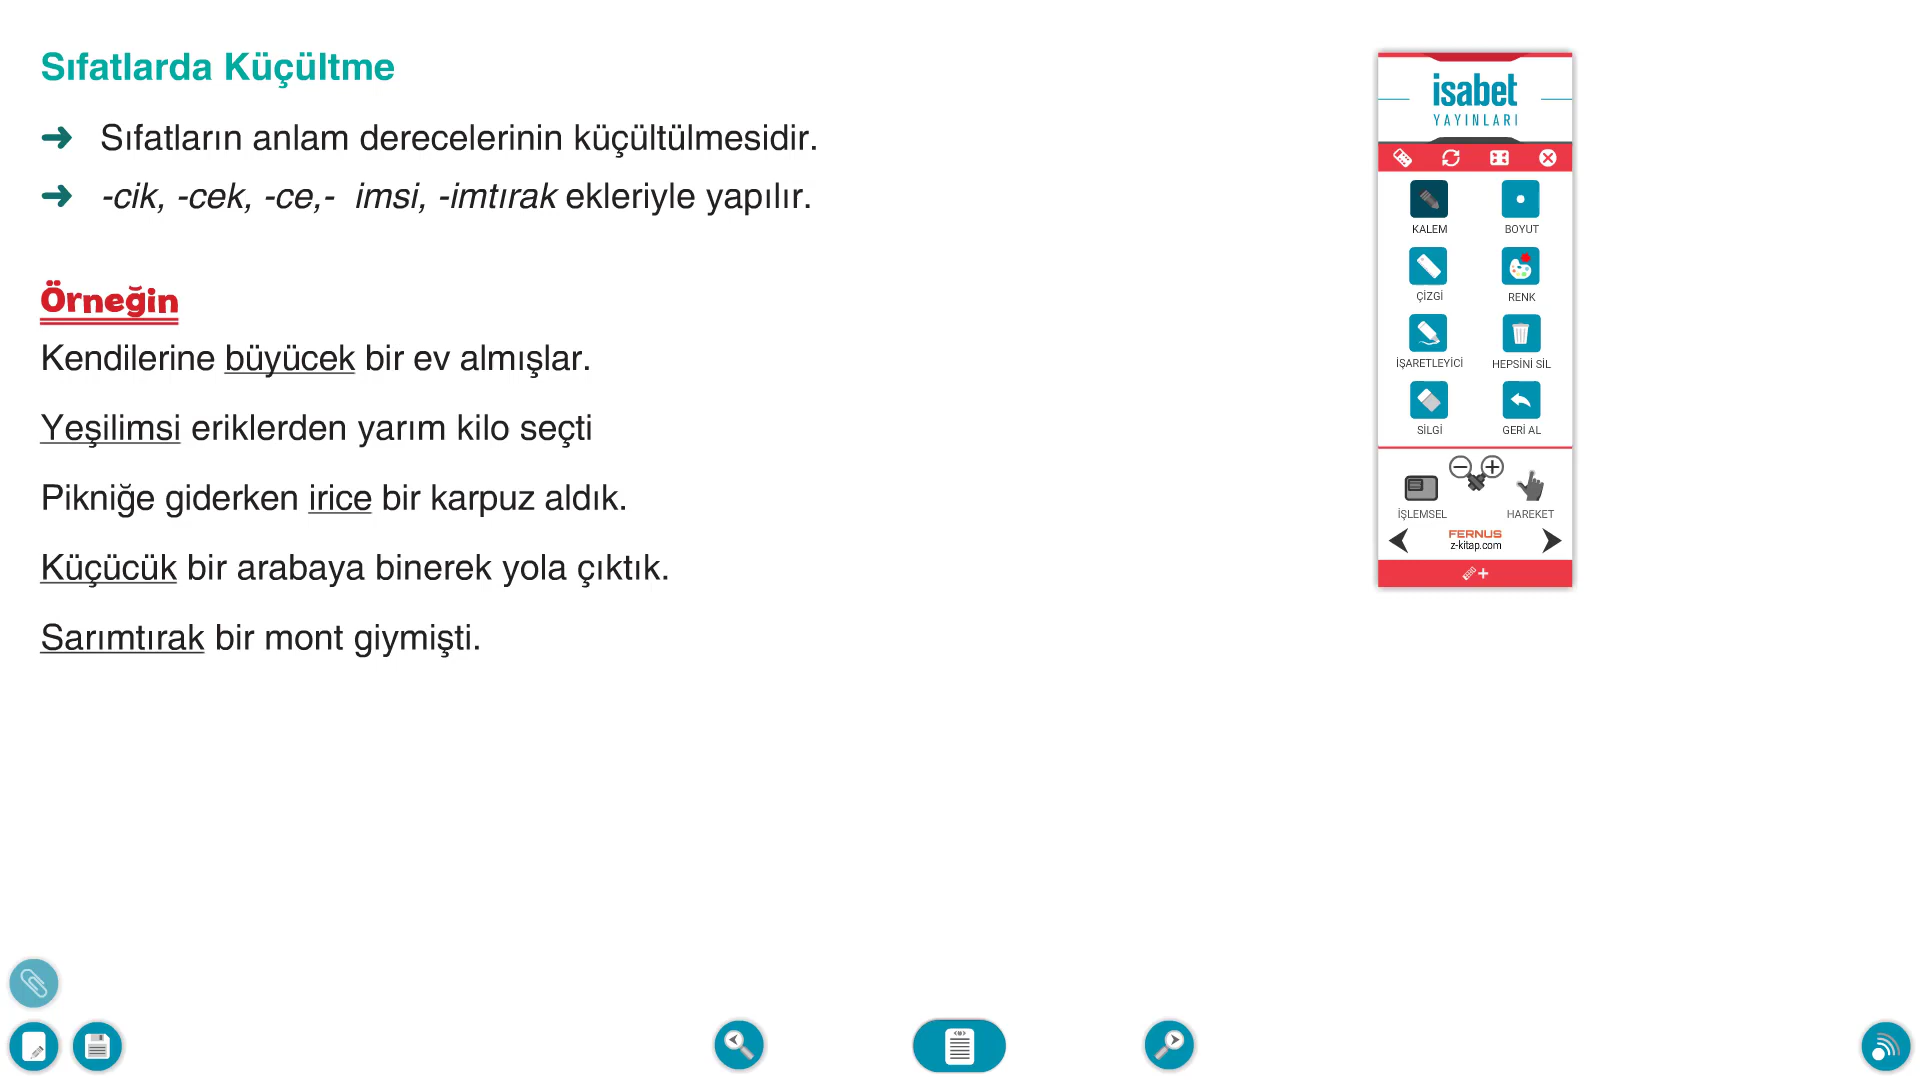 Sıfatlarda Küçültme
➜ Sıfatların anlam derecelerinin küçültülmesidir.
➜ -cik, -cek, -ce,-  imsi, -imtırak ekleriyle yapılır.
Örneğin
Kendilerine büyücek bir ev almışlar.
Yeşilimsi eriklerden yarım kilo seçti
Pikniğe giderken irice bir karpuz aldık.
Küçücük bir arabaya binerek yola çıktık.
Sarımtırak bir mont giymişti.
isabet
YAYINLARI
KALEM BOYUT
ÇİZGİ RENK
İŞARETLEYİCİ HEPSİNİ SİL
SİLGİ GERİ AL
İŞLEMSEL HAREKET
FERNUS
z-kitap.com